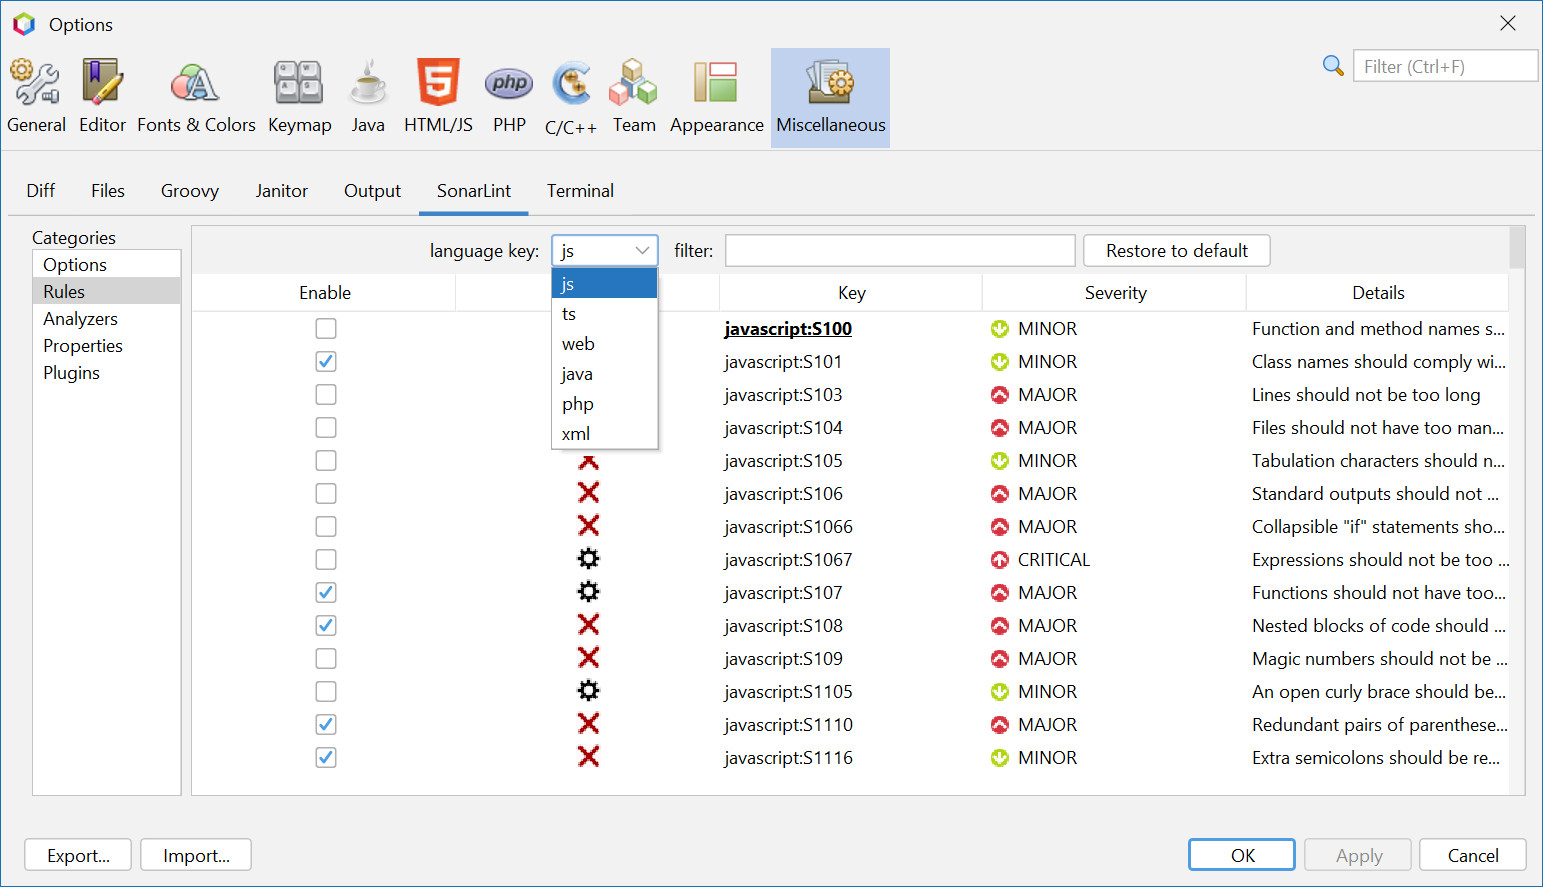 Options
Filter (Ctrl+F)
General Editor Fonts & Colors Keymap Java HTML/JS PHP C/C++ Team Appearance Miscellaneous
php
Diff Files Groovy Janitor Output SonarLint Terminal
Categories
Options
Rules
Analyzers
Properties
Plugins
language key: js filter: Restore to default
js
ts
web
java
php
xml
Enable Key Severity Details
javascript:S100 MINOR Function and method names s...
javascript:S101 MINOR Class names should comply wi...
javascript:S103 MAJOR Lines should not be too long
javascript:S104 MAJOR Files should not have too man...
javascript:S105 MINOR Tabulation characters should n...
javascript:S106 MAJOR Standard outputs should not ...
javascript:S1066 MAJOR Collapsible "if" statements sho...
javascript:S1067 CRITICAL Expressions should not be too ...
javascript:S107 MAJOR Functions should not have too...
javascript:S108 MAJOR Nested blocks of code should ...
javascript:S109 MAJOR Magic numbers should not be ...
javascript:S1105 MINOR An open curly brace should be...
javascript:S1110 MAJOR Redundant pairs of parenthese...
javascript:S1116 MINOR Extra semicolons should be re...
Export... Import... OK Apply Cancel